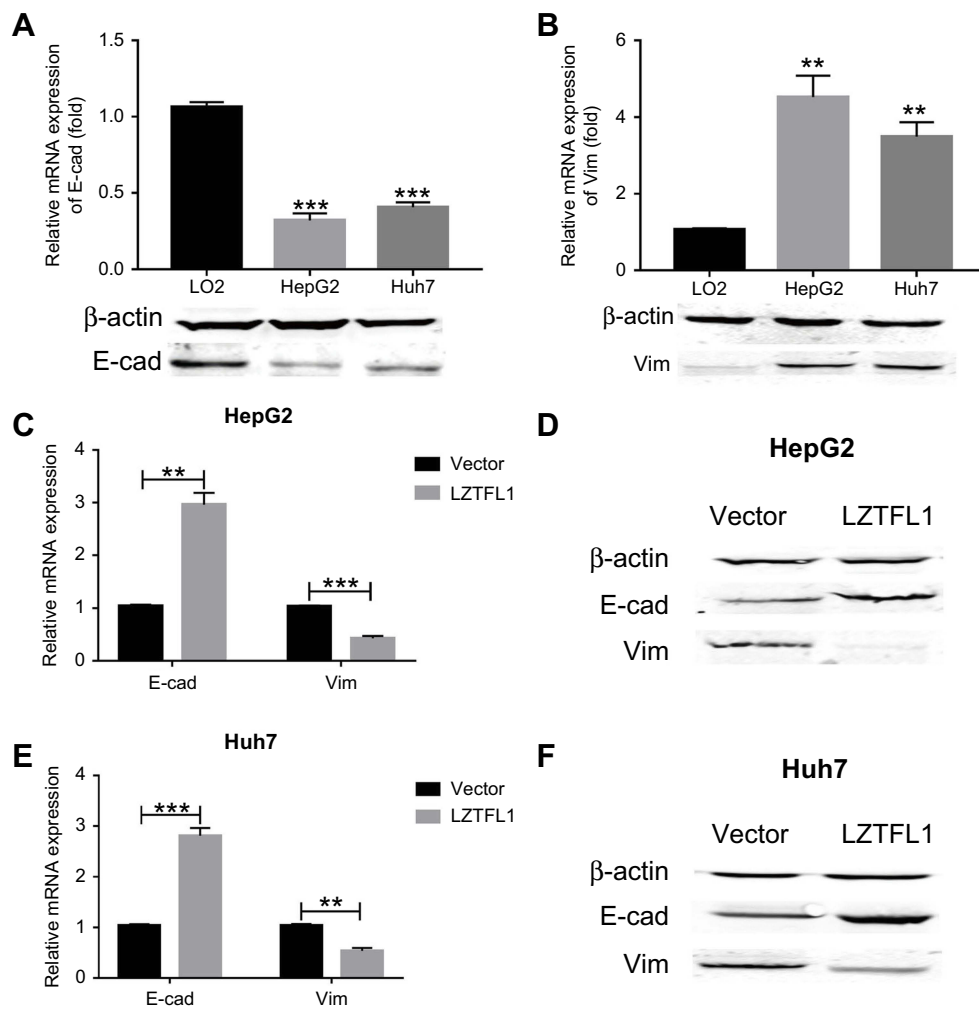 A
Relative mRNA expression
of E-cad (fold)
1.5
1.0
0.5
0.0
***
***
LO2 HepG2 Huh7
β-actin
E-cad
B
Relative mRNA expression
of Vim (fold)
6
4
2
0
**
**
LO2 HepG2 Huh7
β-actin
Vim
C
HepG2
Relative mRNA expression
4
3
2
1
0
**
***
E-cad Vim
Vector
LZTFL1
D
HepG2
Vector LZTFL1
β-actin
E-cad
Vim
E
Huh7
Relative mRNA expression
4
3
2
1
0
***
**
E-cad Vim
Vector
LZTFL1
F
Huh7
Vector LZTFL1
β-actin
E-cad
Vim